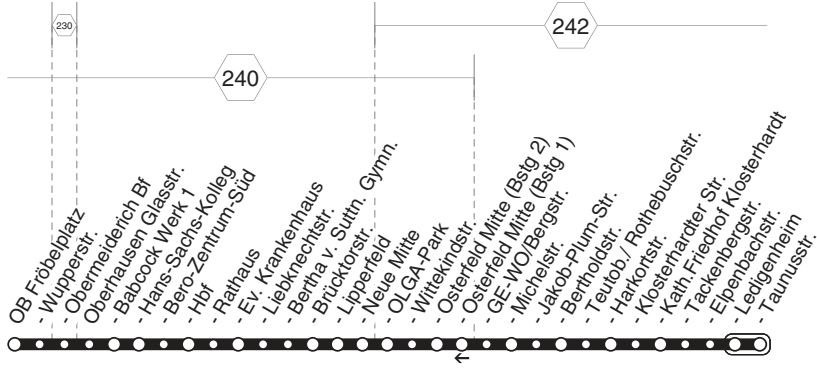 230
242
240
OB Fröbelplatz
- Wupperstr.
- Obermeiderich Bf
Oberhausen Glasstr.
- Babcock Werk 1
- Hans-Sachs-Kolleg
- Bero-Zentrum-Süd
- Hbf
- Rathaus
- Ev. Krankenhaus
- Liebknechtstr.
- Bertha v. Suttn. Gymn.
- Brücktorstr.
- Lipperfeld
- Neue Mitte
- OLGA-Park
- Wittekindstr.
- Osterfeld Mitte (Bstg 2)
- Osterfeld Mitte (Bstg 1)
- GE-WO/Bergstr.
- Michelstr.
- Jakob-Plum-Str.
- Bertholdstr.
- Teutob./ Rothebuschstr.
- Harkortstr.
- Klosterhardter Str.
- Kath.Friedhof Klosterhardt
- Tackenbergstr.
- Elpenbachstr.
- Ledigenheim
- Taunusstr.